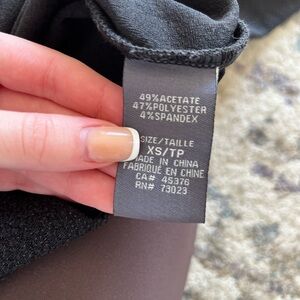 49%ACETATE
47%POLYESTER
4%SPANDEX
SIZE/TAILLE
XS/TP
MADE IN CHINA
FABRIQUÉ EN CHINE
CA# 45376
RN# 73023